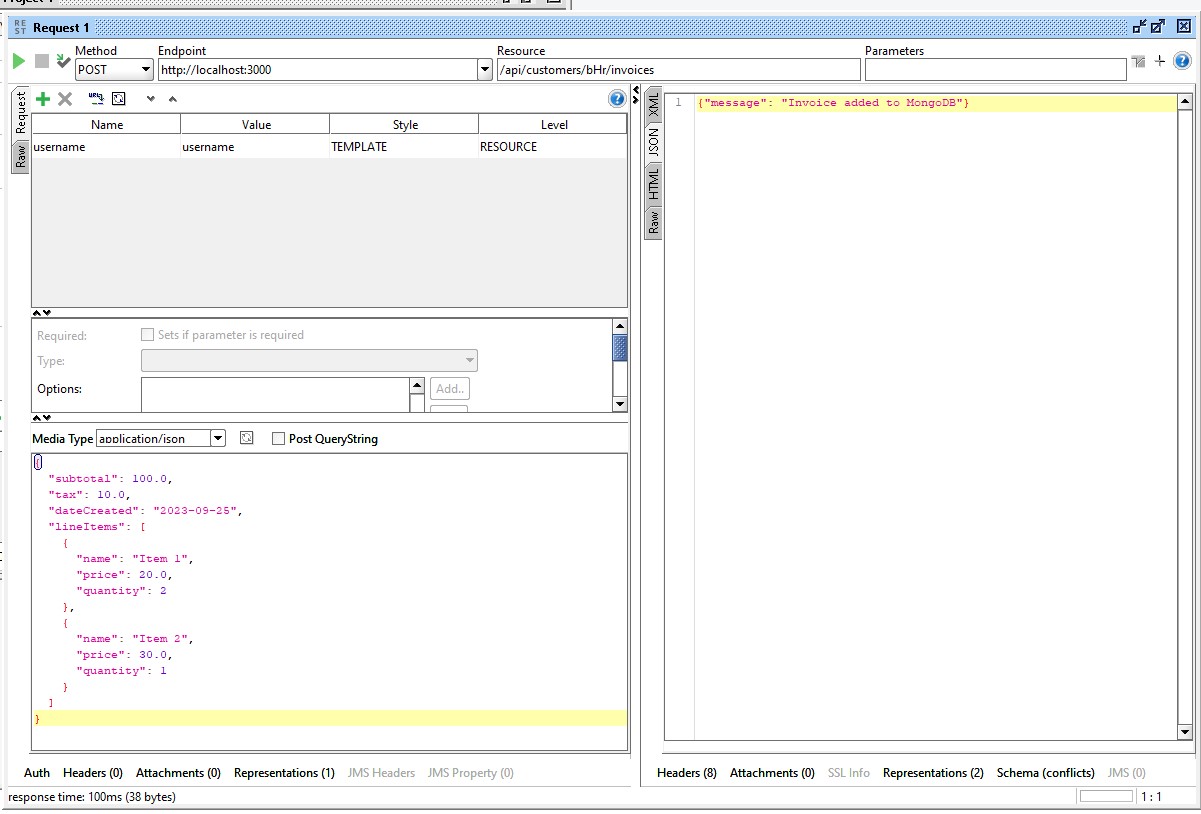 Project 1
REST Request 1
Method Endpoint Resource Parameters
POST http://localhost:3000 /api/customers/bHr/invoices
Request
Raw
Name Value Style Level
username username TEMPLATE RESOURCE
Required: Sets if parameter is required
Type:
Options: Add..
Media Type application/json Post QueryString
{
"subtotal": 100.0,
"tax": 10.0,
"dateCreated": "2023-09-25",
"lineItems": [
{
"name": "Item 1",
"price": 20.0,
"quantity": 2
},
{
"name": "Item 2",
"price": 30.0,
"quantity": 1
}
]
}
Auth Headers (0) Attachments (0) Representations (1) JMS Headers JMS Property (0)
XML
JSON
HTML
Raw
1 {"message": "Invoice added to MongoDB"}
Headers (8) Attachments (0) SSL Info Representations (2) Schema (conflicts) JMS (0)
response time: 100ms (38 bytes)
1 : 1